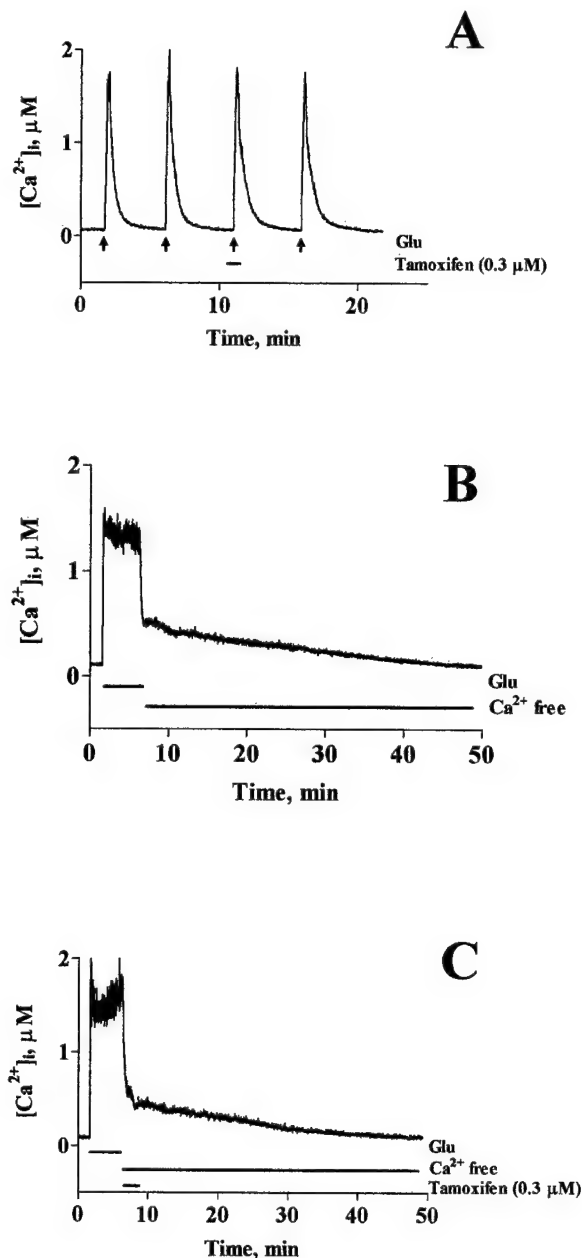 A
2
1
0
[Ca²⁺]ᵢ, μM
Glu
Tamoxifen (0.3 μM)
0 10 20
Time, min
B
2
1
0
[Ca²⁺]ᵢ, μM
Glu
Ca²⁺ free
0 10 20 30 40 50
Time, min
C
2
1
0
[Ca²⁺]ᵢ, μM
Glu
Ca²⁺ free
Tamoxifen (0.3 μM)
0 10 20 30 40 50
Time, min